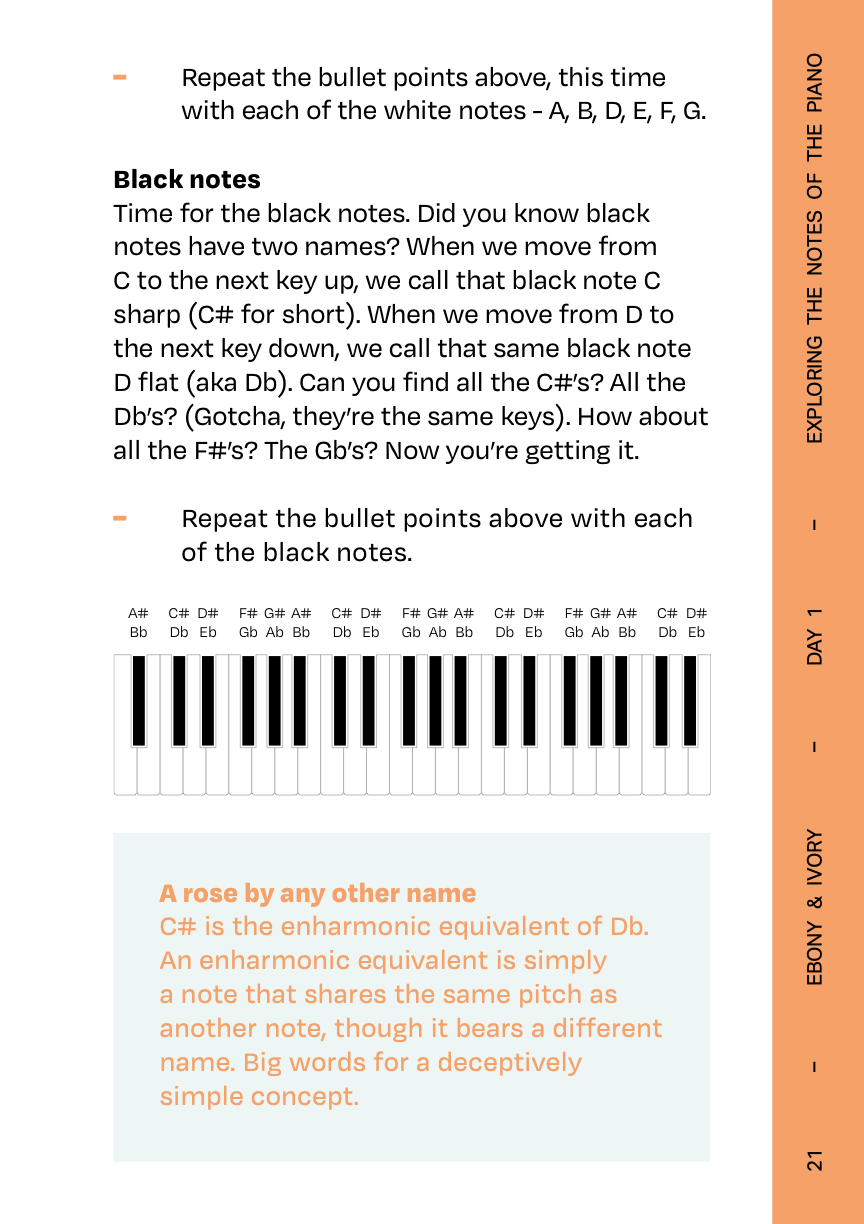 – Repeat the bullet points above, this time
with each of the white notes - A, B, D, E, F, G.
Black notes
Time for the black notes. Did you know black
notes have two names? When we move from
C to the next key up, we call that black note C
sharp (C# for short). When we move from D to
the next key down, we call that same black note
D flat (aka Db). Can you find all the C#’s? All the
Db’s? (Gotcha, they’re the same keys). How about
all the F#’s? The Gb’s? Now you’re getting it.
– Repeat the bullet points above with each
of the black notes.
A# C# D# F# G# A# C# D# F# G# A# C# D# F# G# A# C# D#
Bb Db Eb Gb Ab Bb Db Eb Gb Ab Bb Db Eb Gb Ab Bb Db Eb
A rose by any other name
C# is the enharmonic equivalent of Db.
An enharmonic equivalent is simply
a note that shares the same pitch as
another note, though it bears a different
name. Big words for a deceptively
simple concept.
21 – EBONY & IVORY – DAY 1 – EXPLORING THE NOTES OF THE PIANO